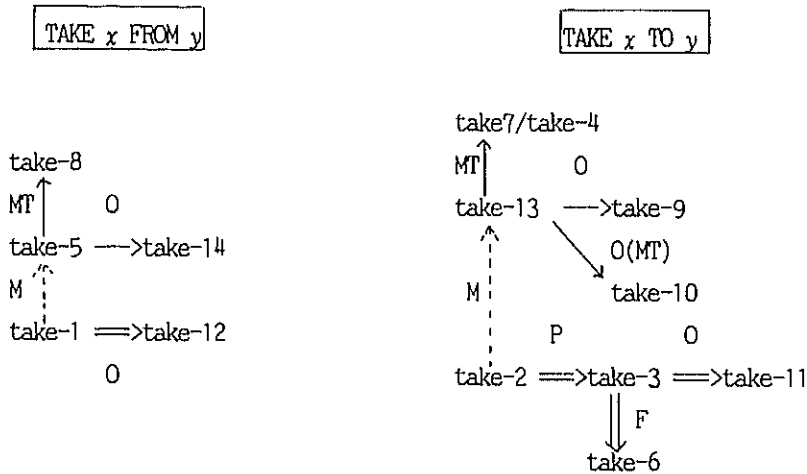 TAKE x FROM y
TAKE x TO y
take-8
MT O
take-5 --->take-14
M
take-1 ==>take-12
O
take7/take-4
MT O
take-13 --->take-9
O(MT)
M take-10
P O
take-2 ==>take-3 ==>take-11
F
take-6